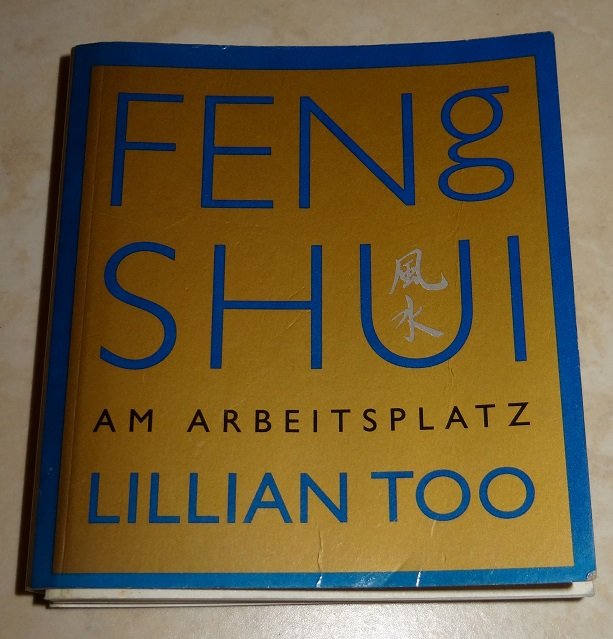 FENg
SHUI
風水
AM ARBEITSPLATZ
LILLIAN TOO